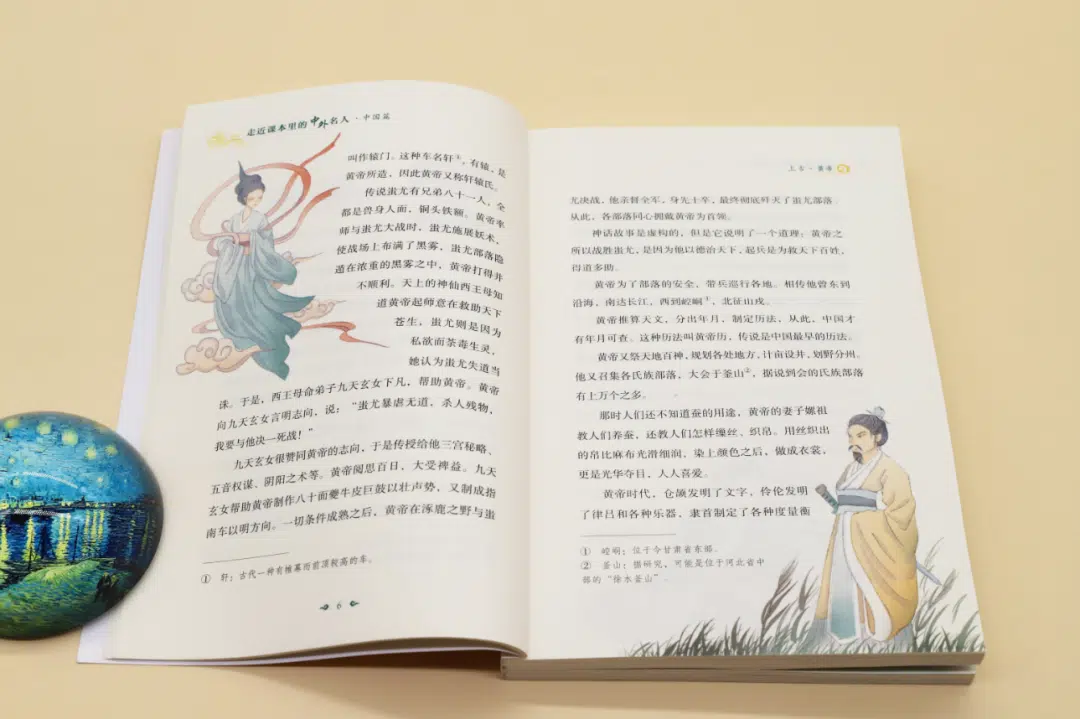 走近课本里的中外名人·中国篇
叫作辕门。这种车名轩①，有辕，是
黄帝所造，因此黄帝又称轩辕氏。
传说蚩尤有兄弟八十一人，全
都是兽身人面，铜头铁额。黄帝率
师与蚩尤大战时，蚩尤施展妖术，
使战场上布满了黑雾，蚩尤部落隐
遁在浓重的黑雾之中，黄帝打得并
不顺利。天上的神仙西王母知
道黄帝起师意在救助天下
苍生，蚩尤则是因为
私欲而荼毒生灵，
她认为蚩尤失道当
诛。于是，西王母命弟子九天玄女下凡，帮助黄帝。黄帝
向九天玄女言明志向，说：“蚩尤暴虐无道，杀人残物，
我要与他决一死战！”
九天玄女很赞同黄帝的志向，于是传授给他三宫秘略、
五音权谋、阴阳之术等。黄帝阅思百日，大受裨益。九天
玄女帮助黄帝制作八十面夔牛皮巨鼓以壮声势，又制成指
南车以明方向。一切条件成熟之后，黄帝在涿鹿之野与蚩
① 轩：古代一种有帷幕而前顶较高的车。
6
上古·黄帝
尤决战，他亲督全军，身先士卒，最终彻底歼灭了蚩尤部落。
从此，各部落同心拥戴黄帝为首领。
神话故事是虚构的，但是它说明了一个道理：黄帝之
所以战胜蚩尤，是因为他以德治天下，起兵是为救天下百姓，
得道多助。
黄帝为了部落的安全，带兵巡行各地。相传他曾东到
沿海，南达长江，西到崆峒①，北征山戎。
黄帝推算天文，分出年月，制定历法，从此，中国才
有年月可查。这种历法叫黄帝历，传说是中国最早的历法。
黄帝又祭天地百神，规划各处地方，计亩设井，划野分州。
他又召集各氏族部落，大会于釜山②，据说到会的氏族部落
有上万个之多。
那时人们还不知道蚕的用途，黄帝的妻子嫘祖
教人们养蚕，还教人们怎样缫丝、织帛。用丝织出
的帛比麻布光滑细润，染上颜色之后，做成衣裳，
更是光华夺目，人人喜爱。
黄帝时代，仓颉发明了文字，伶伦发明
了律吕和各种乐器，隶首制定了各种度量衡
① 崆峒：位于今甘肃省东部。
② 釜山：据研究，可能是位于河北省中
部的“徐水釜山”。